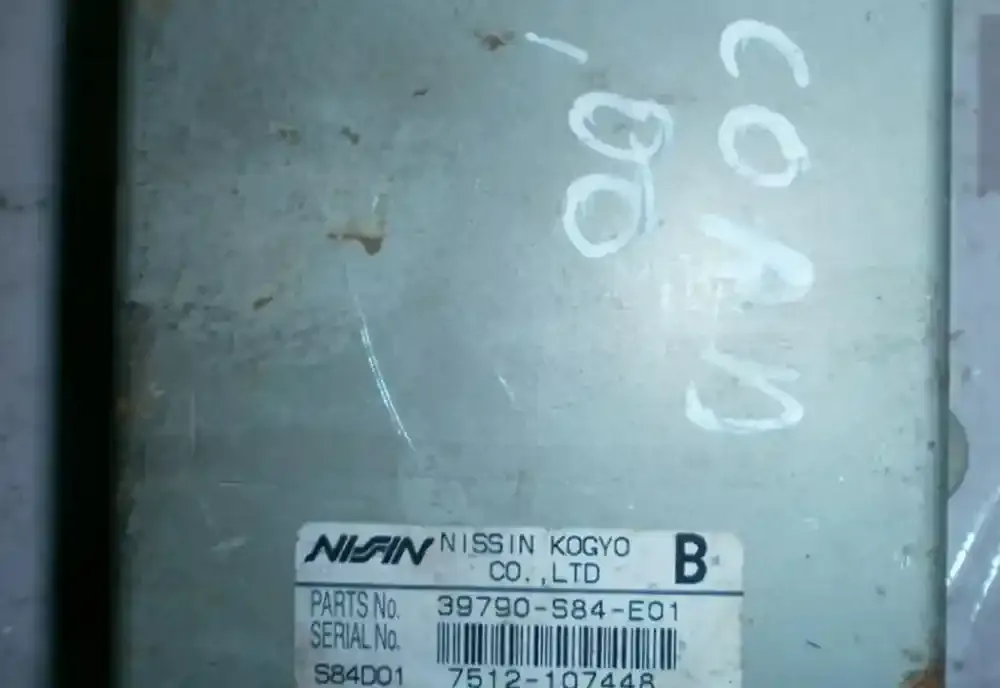 NISSIN NISSIN KOGYO B
CO.,LTD
PARTS No. 39790-S84-E01
SERIAL No.
S84D01 7512-107448